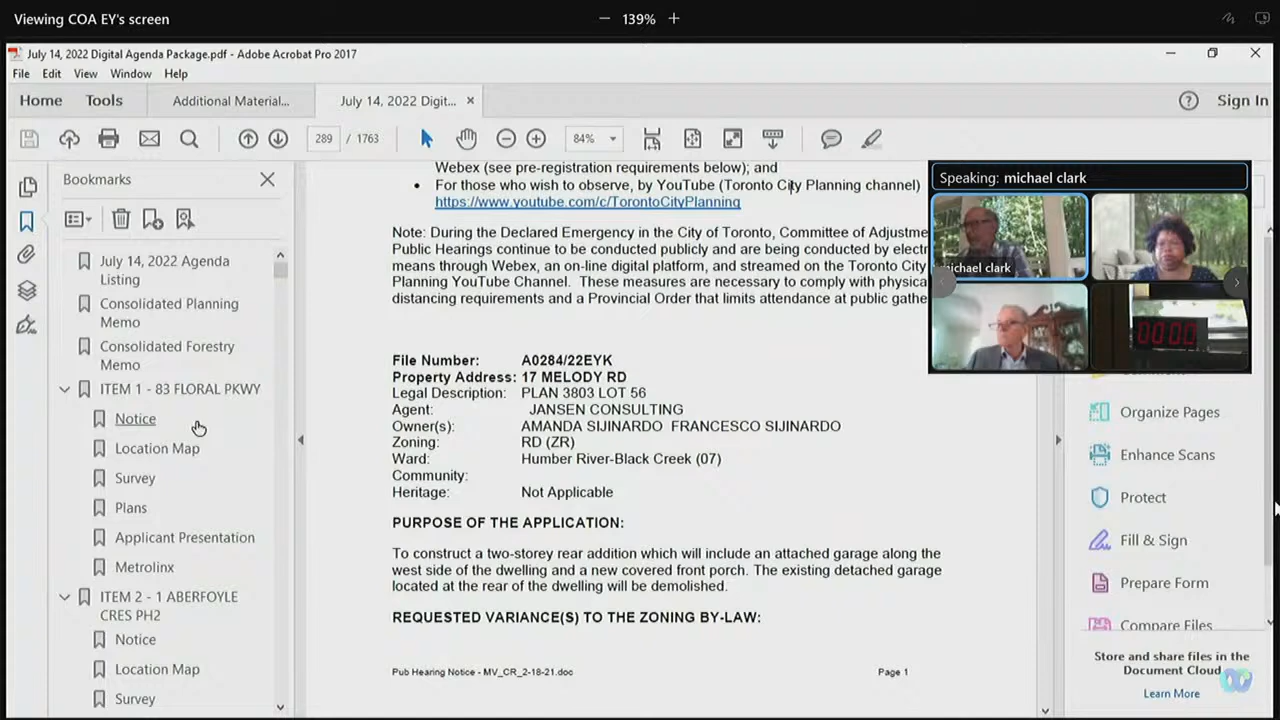 Viewing COA EY's screen
139%
July 14, 2022 Digital Agenda Package.pdf - Adobe Acrobat Pro 2017
File Edit View Window Help
Home Tools Additional Material... July 14, 2022 Digit... Sign In
289 / 1763 84%
Bookmarks
July 14, 2022 Agenda
Listing
Consolidated Planning
Memo
Consolidated Forestry
Memo
ITEM 1 - 83 FLORAL PKWY
Notice
Location Map
Survey
Plans
Applicant Presentation
Metrolinx
ITEM 2 - 1 ABERFOYLE
CRES PH2
Notice
Location Map
Survey
Webex (see pre-registration requirements below); and
• For those who wish to observe, by YouTube (Toronto City Planning channel)
https://www.youtube.com/c/TorontoCityPlanning
Note: During the Declared Emergency in the City of Toronto, Committee of Adjustme
Public Hearings continue to be conducted publicly and are being conducted by electr
means through Webex, an on-line digital platform, and streamed on the Toronto City
Planning YouTube Channel. These measures are necessary to comply with physica
distancing requirements and a Provincial Order that limits attendance at public gathe
File Number: A0284/22EYK
Property Address: 17 MELODY RD
Legal Description: PLAN 3803 LOT 56
Agent: JANSEN CONSULTING
Owner(s): AMANDA SIJINARDO FRANCESCO SIJINARDO
Zoning: RD (ZR)
Ward: Humber River-Black Creek (07)
Community:
Heritage: Not Applicable
PURPOSE OF THE APPLICATION:
To construct a two-storey rear addition which will include an attached garage along the
west side of the dwelling and a new covered front porch. The existing detached garage
located at the rear of the dwelling will be demolished.
REQUESTED VARIANCE(S) TO THE ZONING BY-LAW:
Pub Hearing Notice - MV_CR_2-18-21.doc Page 1
Speaking: michael clark
michael clark
00:00
Organize Pages
Enhance Scans
Protect
Fill & Sign
Prepare Form
Compare Files
Store and share files in the
Document Cloud
Learn More